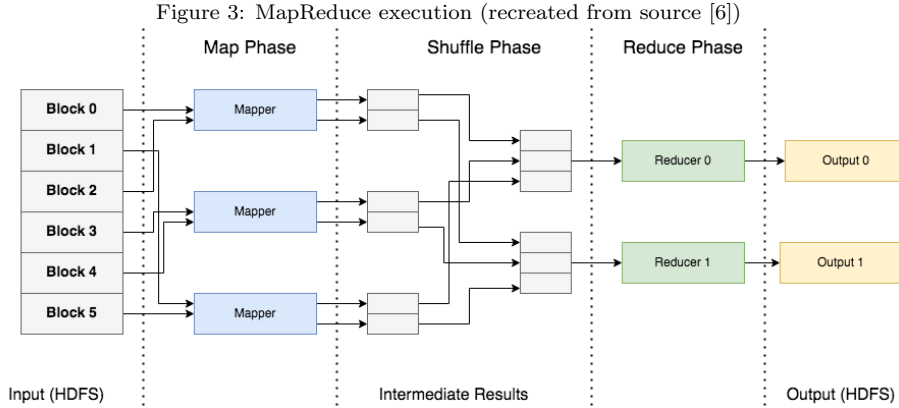 Figure 3: MapReduce execution (recreated from source [6])
Map Phase
Shuffle Phase
Reduce Phase
Block 0
Block 1
Block 2
Block 3
Block 4
Block 5
Mapper
Mapper
Mapper
Reducer 0
Reducer 1
Output 0
Output 1
Input (HDFS)
Intermediate Results
Output (HDFS)